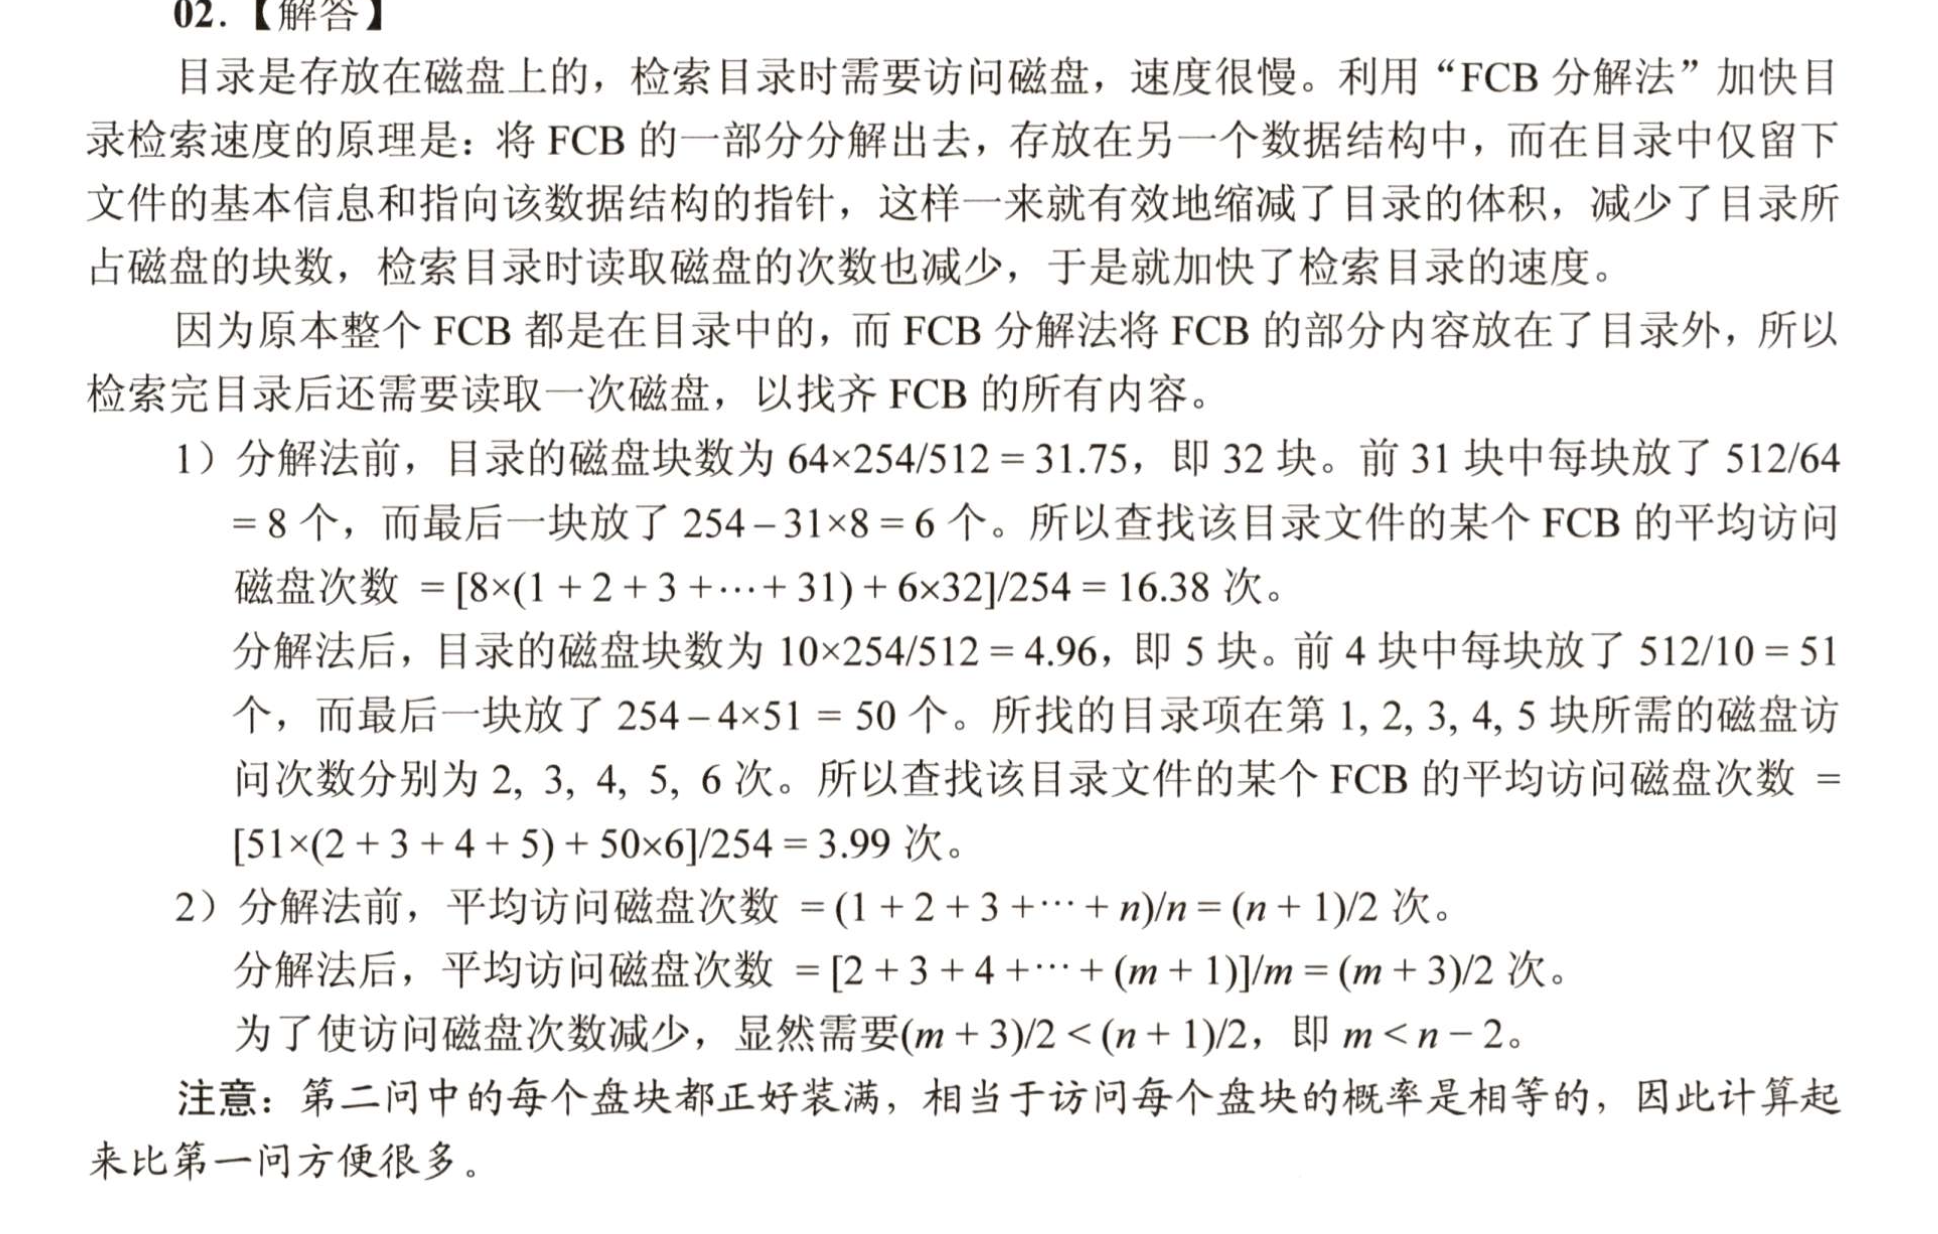 02.【解答】
目录是存放在磁盘上的，检索目录时需要访问磁盘，速度很慢。利用“FCB 分解法”加快目
录检索速度的原理是：将 FCB 的一部分分解出去，存放在另一个数据结构中，而在目录中仅留下
文件的基本信息和指向该数据结构的指针，这样一来就有效地缩减了目录的体积，减少了目录所
占磁盘的块数，检索目录时读取磁盘的次数也减少，于是就加快了检索目录的速度。
因为原本整个 FCB 都是在目录中的，而 FCB 分解法将 FCB 的部分内容放在了目录外，所以
检索完目录后还需要读取一次磁盘，以找齐 FCB 的所有内容。
1）分解法前，目录的磁盘块数为 64×254/512 = 31.75，即 32 块。前 31 块中每块放了 512/64
= 8 个，而最后一块放了 254 – 31×8 = 6 个。所以查找该目录文件的某个 FCB 的平均访问
磁盘次数 = [8×(1 + 2 + 3 +⋯+ 31) + 6×32]/254 = 16.38 次。
分解法后，目录的磁盘块数为 10×254/512 = 4.96，即 5 块。前 4 块中每块放了 512/10 = 51
个，而最后一块放了 254 – 4×51 = 50 个。所找的目录项在第 1, 2, 3, 4, 5 块所需的磁盘访
问次数分别为 2, 3, 4, 5, 6 次。所以查找该目录文件的某个 FCB 的平均访问磁盘次数 =
[51×(2 + 3 + 4 + 5) + 50×6]/254 = 3.99 次。
2）分解法前，平均访问磁盘次数 = (1 + 2 + 3 +⋯+ n)/n = (n + 1)/2 次。
分解法后，平均访问磁盘次数 = [2 + 3 + 4 +⋯+ (m + 1)]/m = (m + 3)/2 次。
为了使访问磁盘次数减少，显然需要(m + 3)/2 < (n + 1)/2，即 m < n − 2。
注意：第二问中的每个盘块都正好装满，相当于访问每个盘块的概率是相等的，因此计算起
来比第一问方便很多。